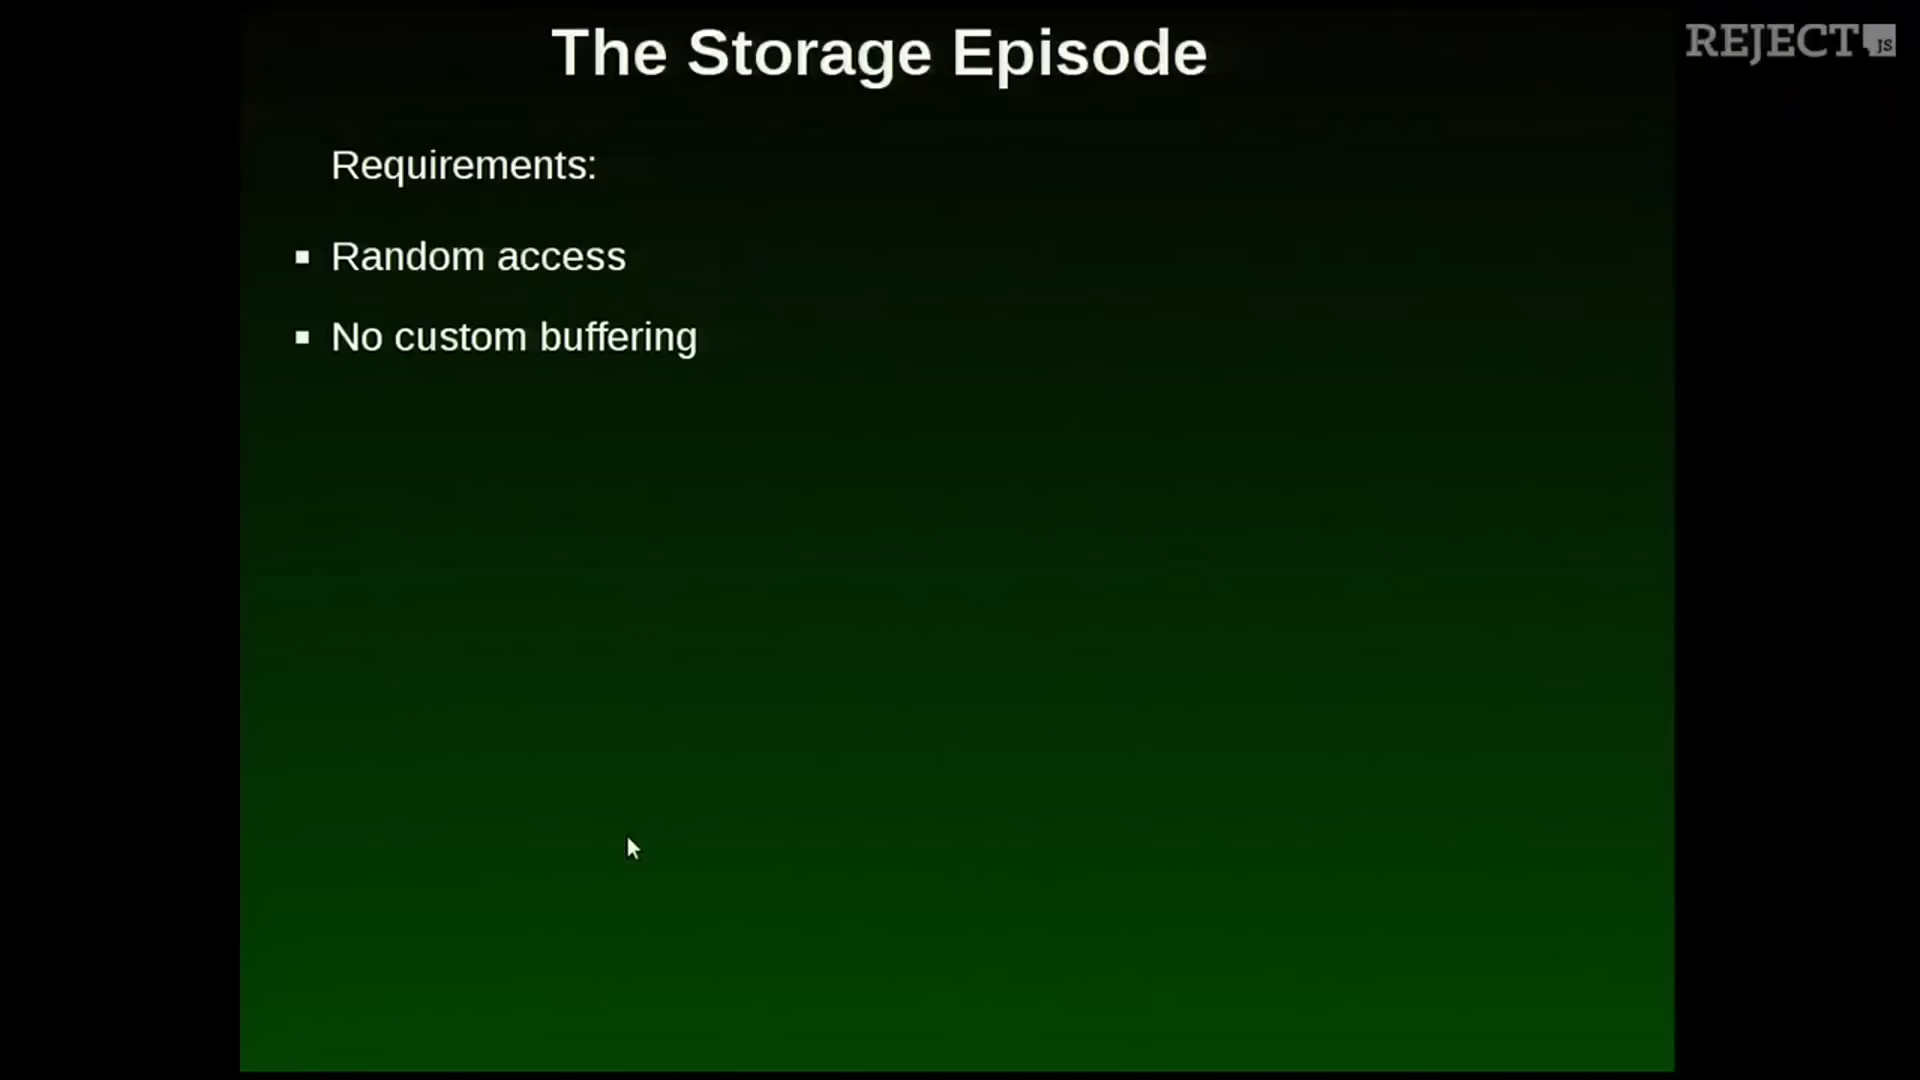 The Storage Episode
REJECT JS
Requirements:
Random access
No custom buffering